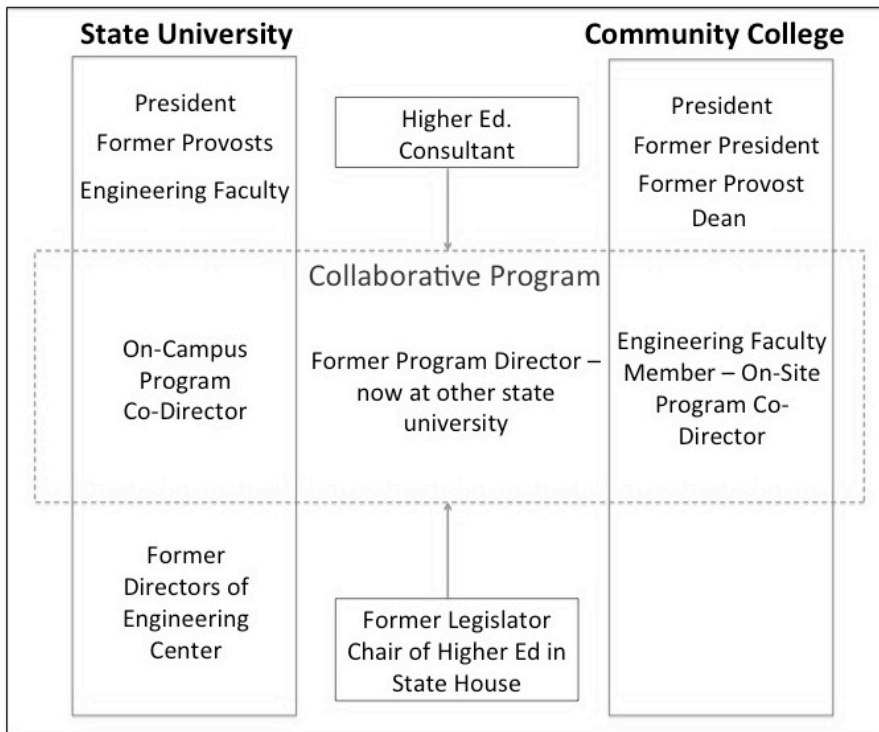 State University
Community College
President
Former Provosts
Engineering Faculty
Higher Ed.
Consultant
President
Former President
Former Provost
Dean
Collaborative Program
On-Campus
Program
Co-Director
Former Program Director –
now at other state
university
Engineering Faculty
Member – On-Site
Program Co-
Director
Former
Directors of
Engineering
Center
Former Legislator
Chair of Higher Ed in
State House